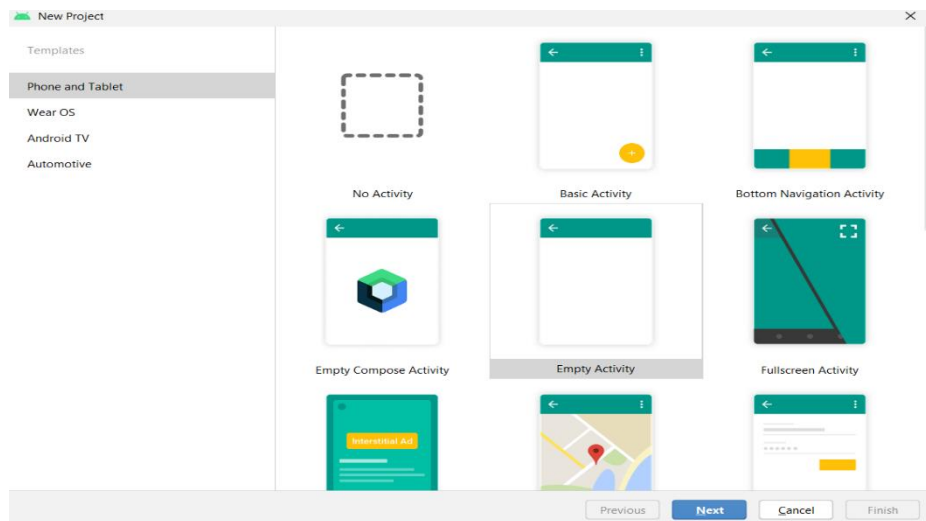 New Project
Templates
Phone and Tablet
Wear OS
Android TV
Automotive
No Activity
Basic Activity
Bottom Navigation Activity
Empty Compose Activity
Empty Activity
Fullscreen Activity
Interstitial Ad
Previous
Next
Cancel
Finish